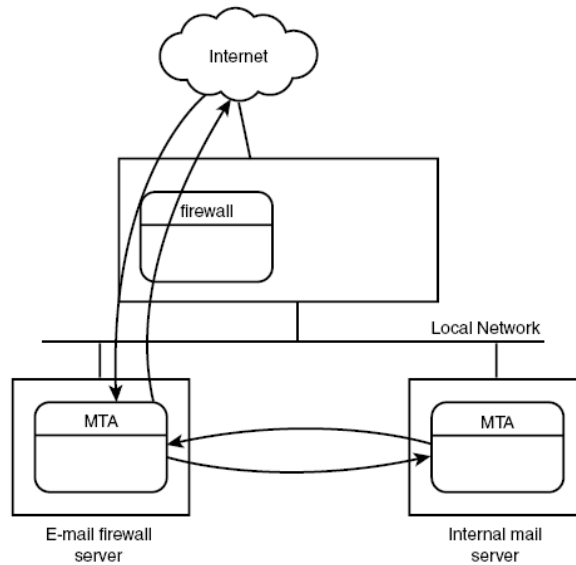 Internet
firewall
Local Network
MTA
MTA
E-mail firewall
server
Internal mail
server